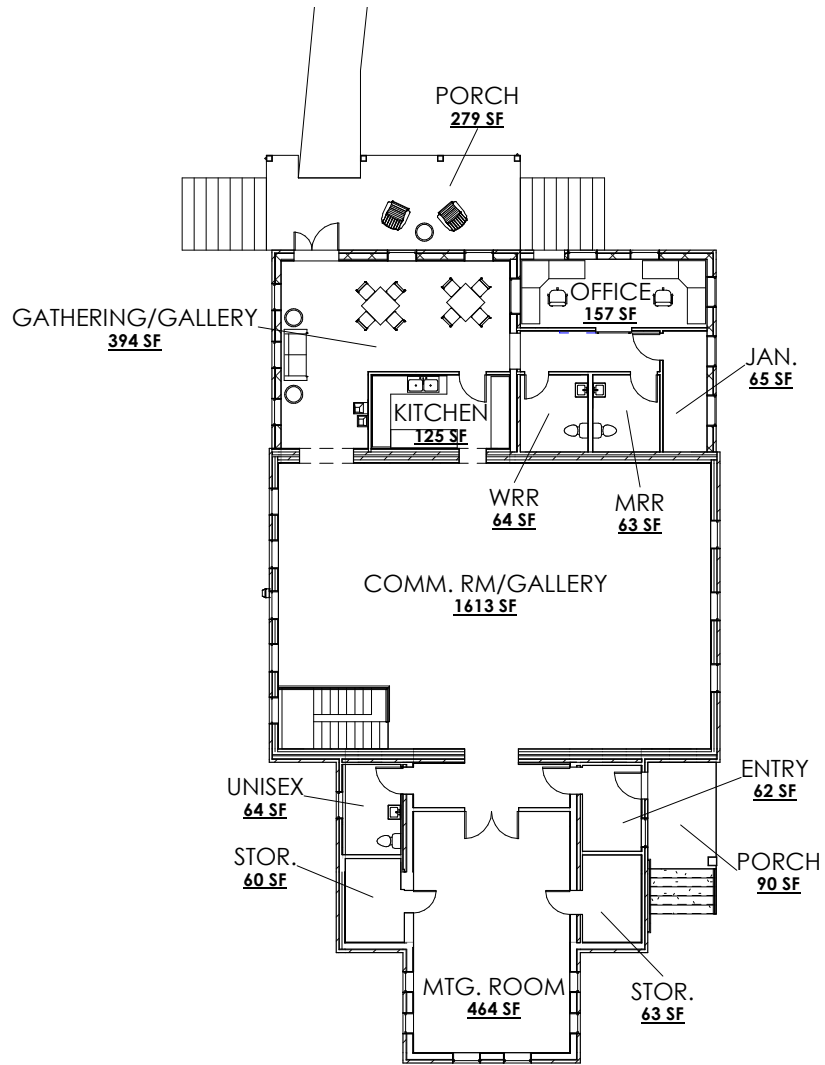 PORCH
279 SF
GATHERING/GALLERY
394 SF
OFFICE
157 SF
JAN.
65 SF
KITCHEN
125 SF
WRR
64 SF
MRR
63 SF
COMM. RM/GALLERY
1613 SF
UNISEX
64 SF
ENTRY
62 SF
STOR.
60 SF
PORCH
90 SF
MTG. ROOM
464 SF
STOR.
63 SF